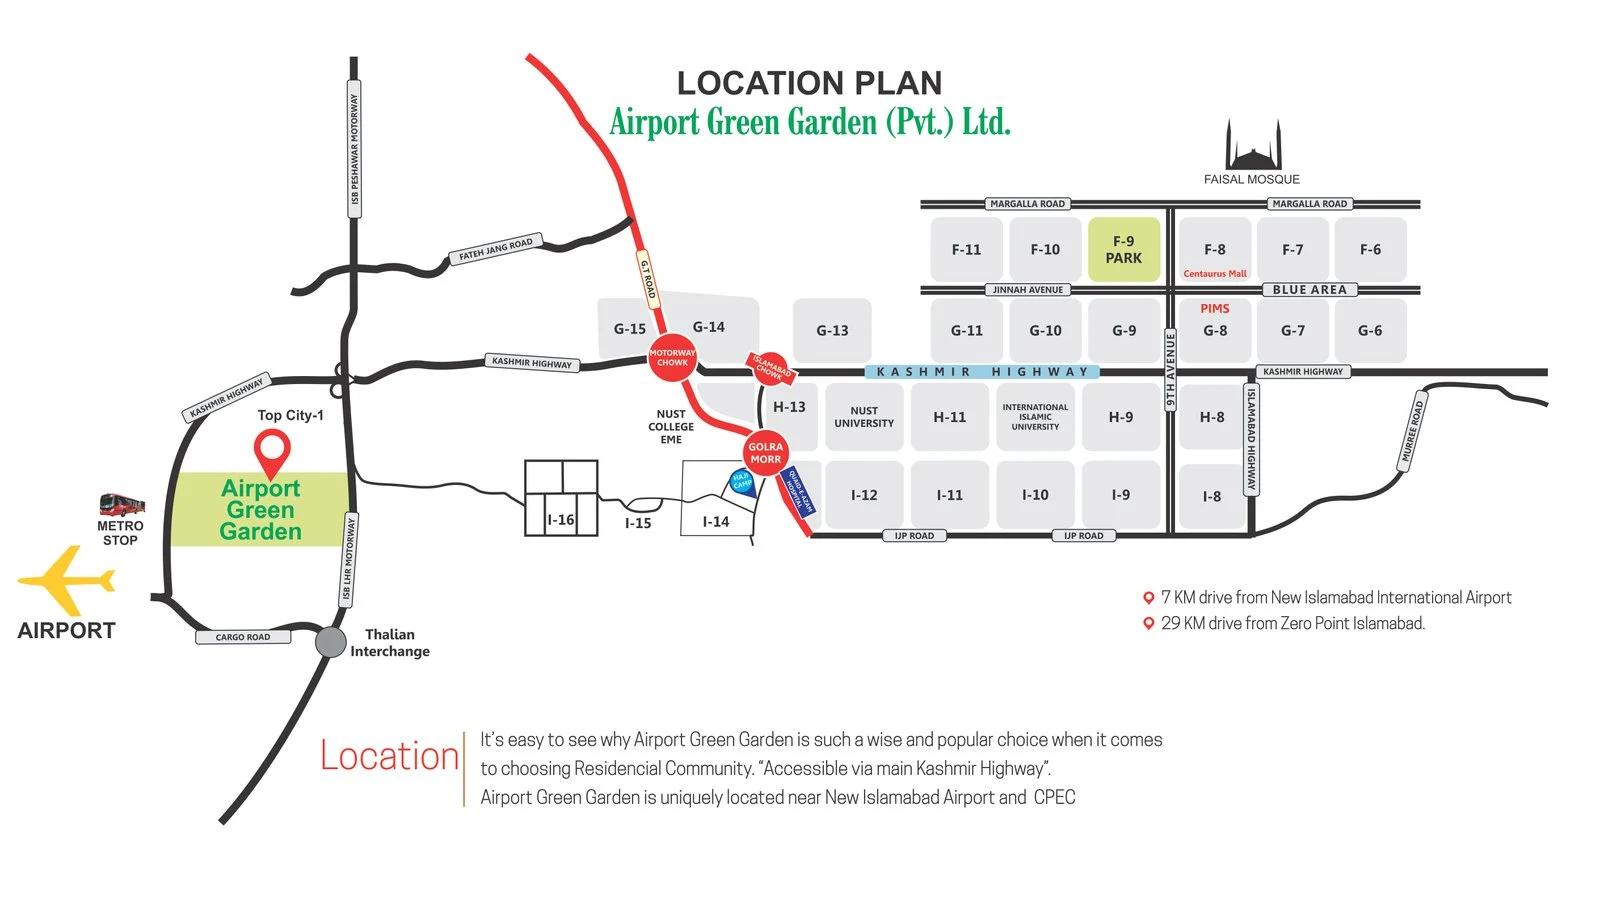 LOCATION PLAN
Airport Green Garden (Pvt.) Ltd.
FAISAL MOSQUE
ISB PESHAWAR MOTORWAY
MARGALLA ROAD
MARGALLA ROAD
FATEH JANG ROAD
G.T ROAD
F-11
F-10
F-9
PARK
F-8
Centaurus Mall
F-7
F-6
JINNAH AVENUE
BLUE AREA
G-15
G-14
G-13
G-11
G-10
G-9
PIMS
G-8
G-7
G-6
9TH AVENUE
KASHMIR HIGHWAY
KASHMIR HIGHWAY
MOTORWAY
CHOWK
ISLAMABAD
CHOWK
KASHMIR HIGHWAY
KASHMIR HIGHWAY
Top City-1
NUST
COLLEGE
EME
H-13
NUST
UNIVERSITY
H-11
INTERNATIONAL
ISLAMIC
UNIVERSITY
H-9
H-8
ISLAMABAD HIGHWAY
MURREE ROAD
GOLRA
MORR
HAJI
CAMP
QUAID-E-AZAM
HOSPITAL
Airport
Green
Garden
METRO
STOP
I-16
I-15
I-14
I-12
I-11
I-10
I-9
I-8
IJP ROAD
IJP ROAD
ISB LHR MOTORWAY
AIRPORT
CARGO ROAD
Thalian
Interchange
7 KM drive from New Islamabad International Airport
29 KM drive from Zero Point Islamabad.
Location
It's easy to see why Airport Green Garden is such a wise and popular choice when it comes
to choosing Residencial Community. “Accessible via main Kashmir Highway”.
Airport Green Garden is uniquely located near New Islamabad Airport and CPEC